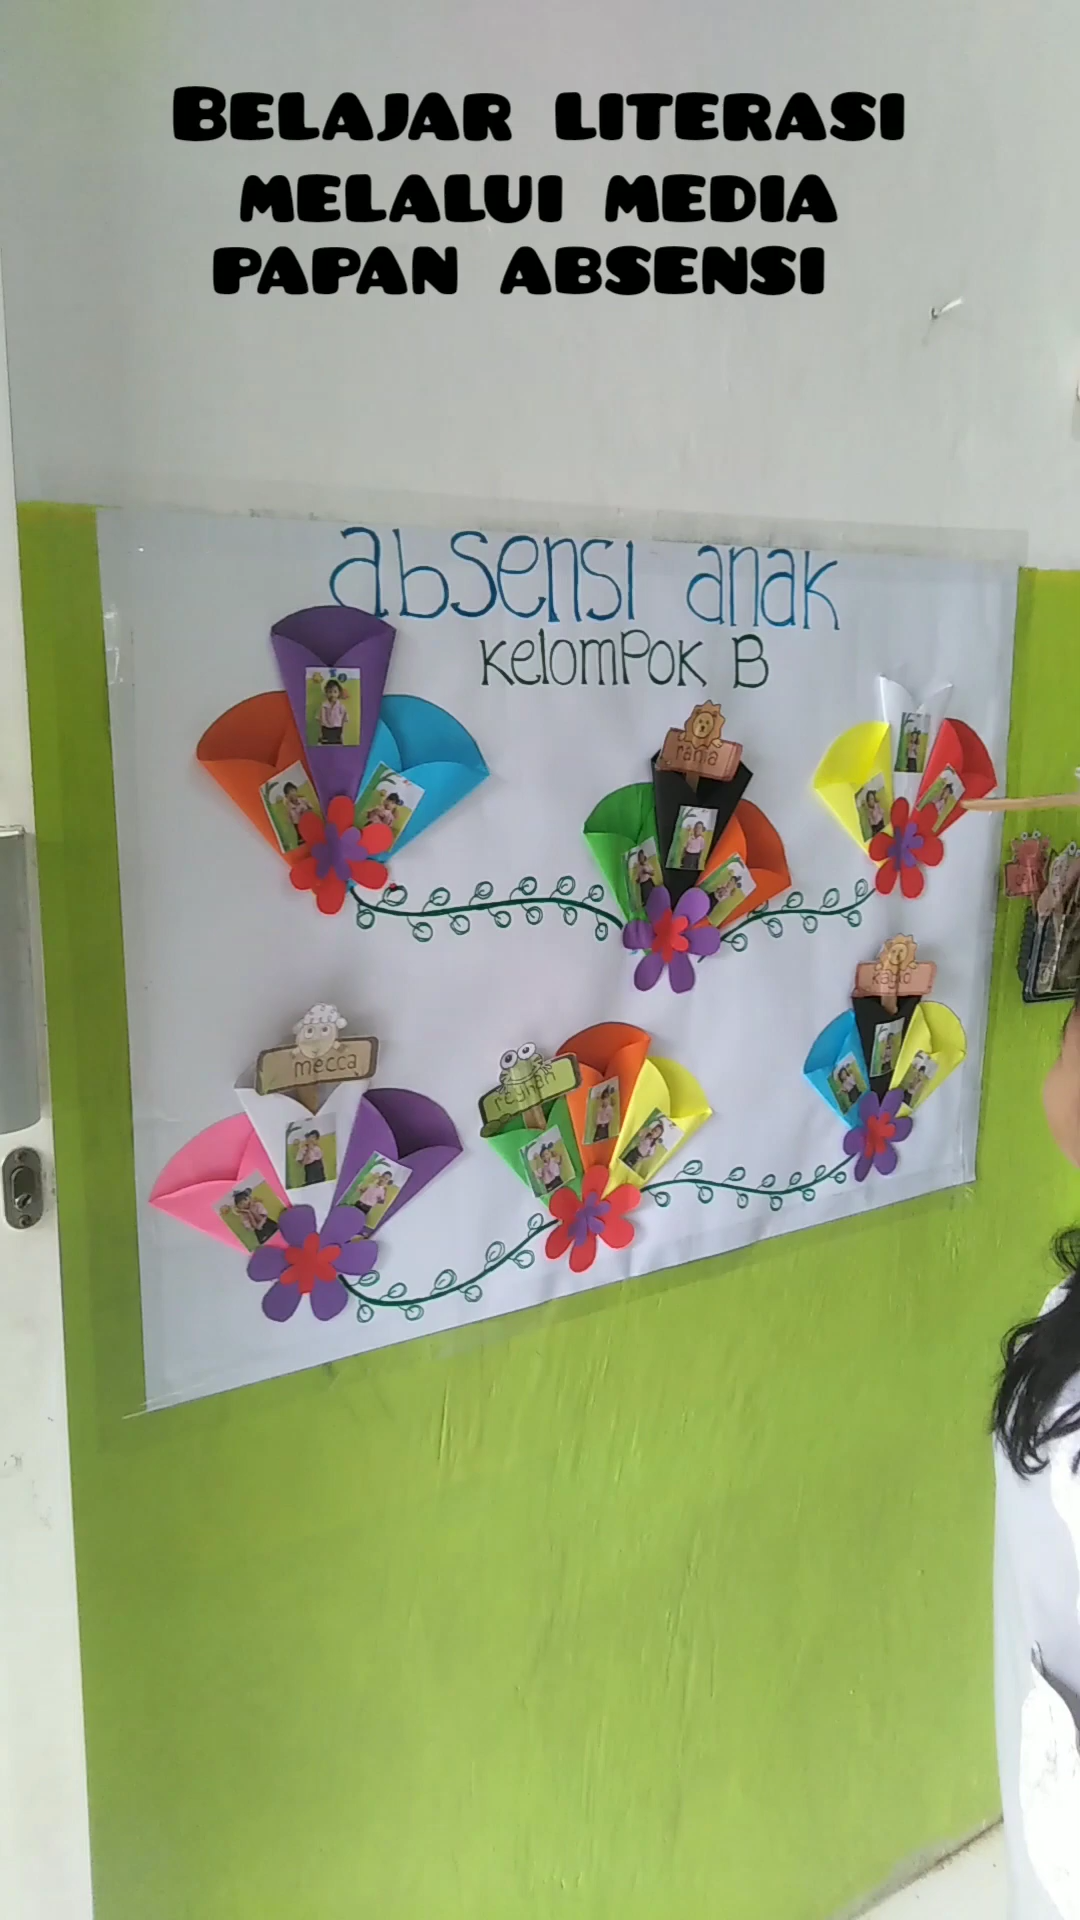 BELAJAR LITERASI
MELALUI MEDIA
PAPAN ABSENSI
absensi anak
Kelompok B
rania
mecca
reyhan